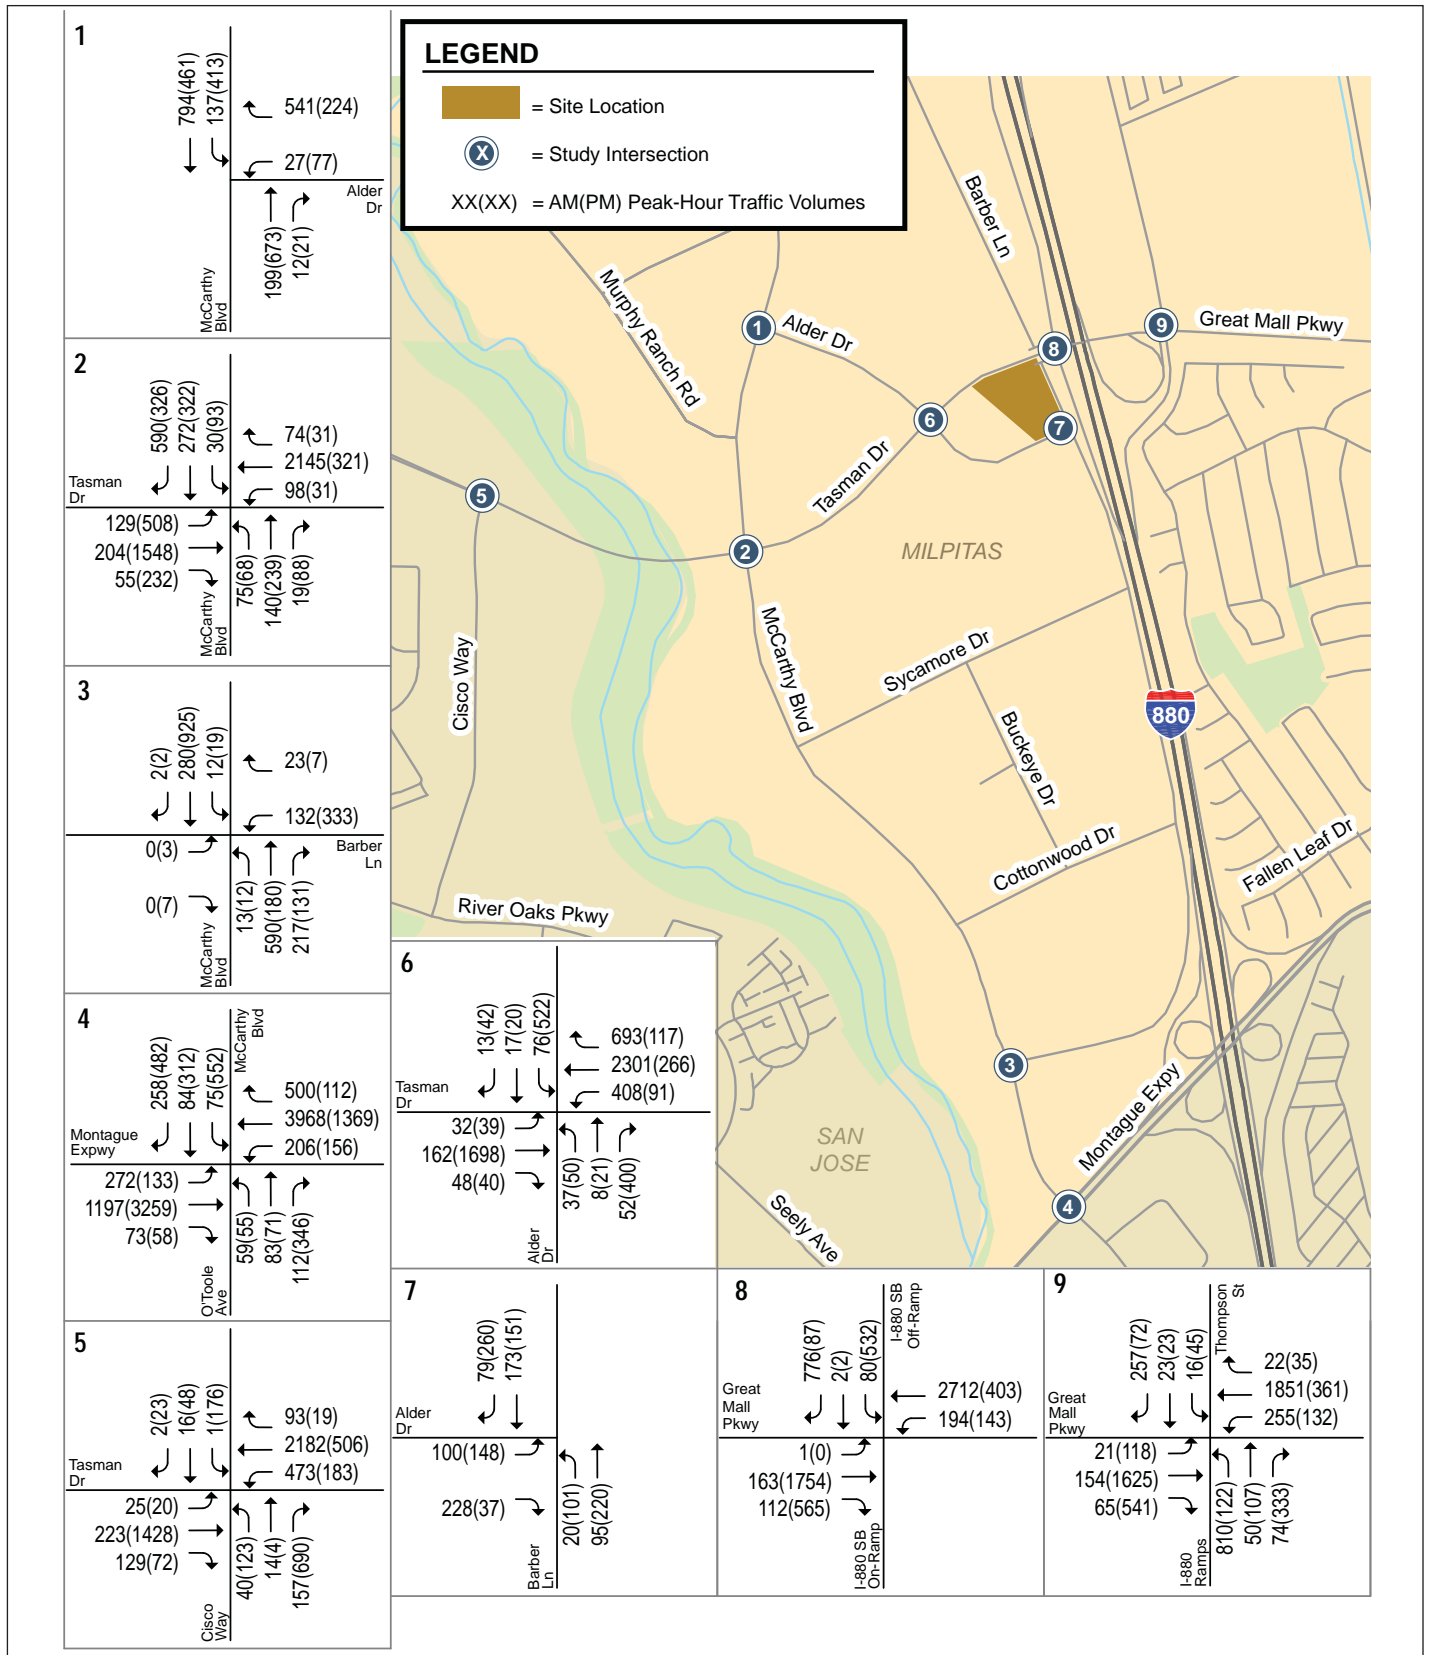 LEGEND
= Site Location
X = Study Intersection
XX(XX) = AM(PM) Peak-Hour Traffic Volumes
1
794(461)
137(413)
541(224)
27(77)
Alder
Dr
199(673)
12(21)
McCarthy
Blvd
2
590(326)
272(322)
30(93)
74(31)
2145(321)
98(31)
Tasman
Dr
129(508)
204(1548)
55(232)
75(68)
140(239)
19(88)
McCarthy
Blvd
3
2(2)
280(925)
12(19)
23(7)
132(333)
0(3)
0(7)
Barber
Ln
13(12)
590(180)
217(131)
McCarthy
Blvd
4
258(482)
84(312)
75(552)
McCarthy
Blvd
500(112)
3968(1369)
206(156)
Montague
Expwy
272(133)
1197(3259)
73(58)
59(55)
83(71)
112(346)
O'Toole
Ave
5
2(23)
16(48)
1(176)
93(19)
2182(506)
473(183)
Tasman
Dr
25(20)
223(1428)
129(72)
40(123)
14(4)
157(690)
Cisco
Way
6
13(42)
17(20)
76(522)
693(117)
2301(266)
408(91)
Tasman
Dr
32(39)
162(1698)
48(40)
37(50)
8(21)
52(400)
Alder
Dr
7
79(260)
173(151)
Alder
Dr
100(148)
228(37)
20(101)
95(220)
Barber
Ln
8
776(87)
2(2)
80(532)
I-880 SB
Off-Ramp
2712(403)
194(143)
Great
Mall
Pkwy
1(0)
163(1754)
112(565)
I-880 SB
On-Ramp
9
257(72)
23(23)
16(45)
Thompson
St
22(35)
1851(361)
255(132)
Great
Mall
Pkwy
21(118)
154(1625)
65(541)
810(122)
50(107)
74(333)
I-880
Ramps
Barber Ln
Murphy Ranch Rd
1
Alder Dr
8
9
Great Mall Pkwy
6
7
Tasman Dr
5
2
MILPITAS
Cisco Way
McCarthy Blvd
Sycamore Dr
Buckeye Dr
880
Cottonwood Dr
Fallen Leaf Dr
River Oaks Pkwy
3
SAN
JOSE
Montague Expy
Seely Ave
4